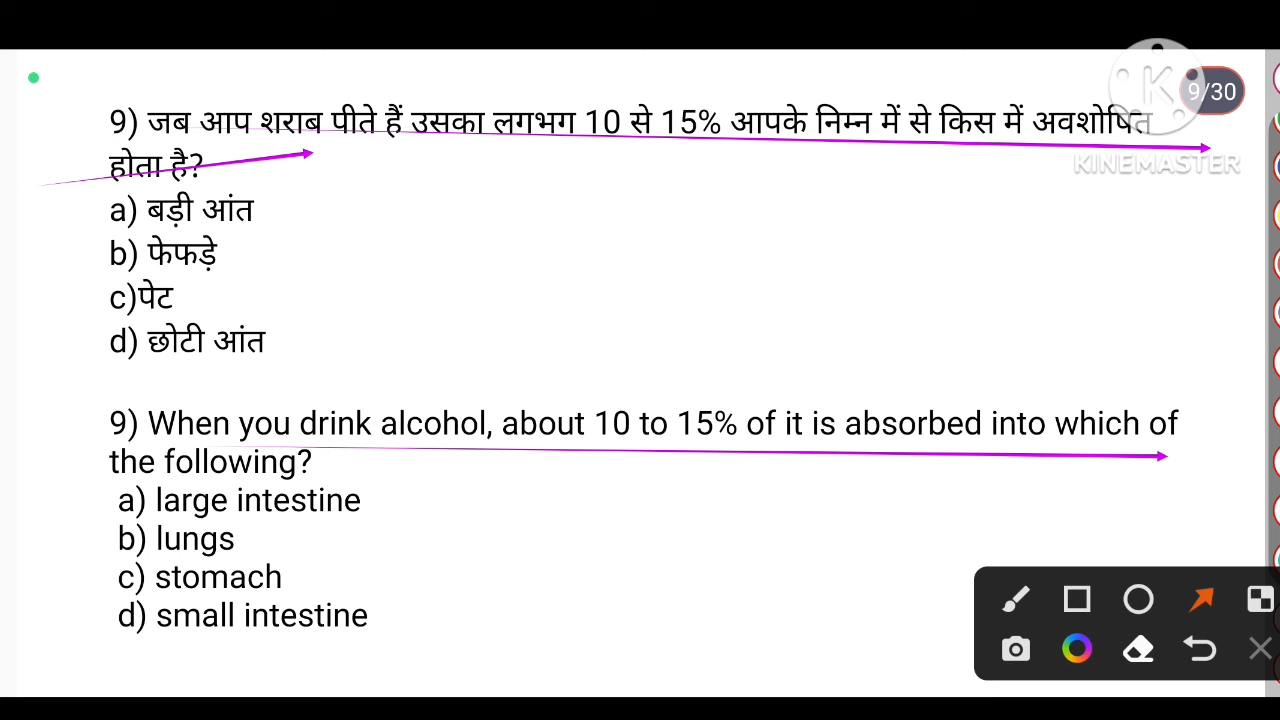 9/30
9) जब आप शराब पीते हैं उसका लगभग 10 से 15% आपके निम्न में से किस में अवशोषित
होता है?
KINEMASTER
a) बड़ी आंत
b) फेफड़े
c)पेट
d) छोटी आंत
9) When you drink alcohol, about 10 to 15% of it is absorbed into which of
the following?
a) large intestine
b) lungs
c) stomach
d) small intestine